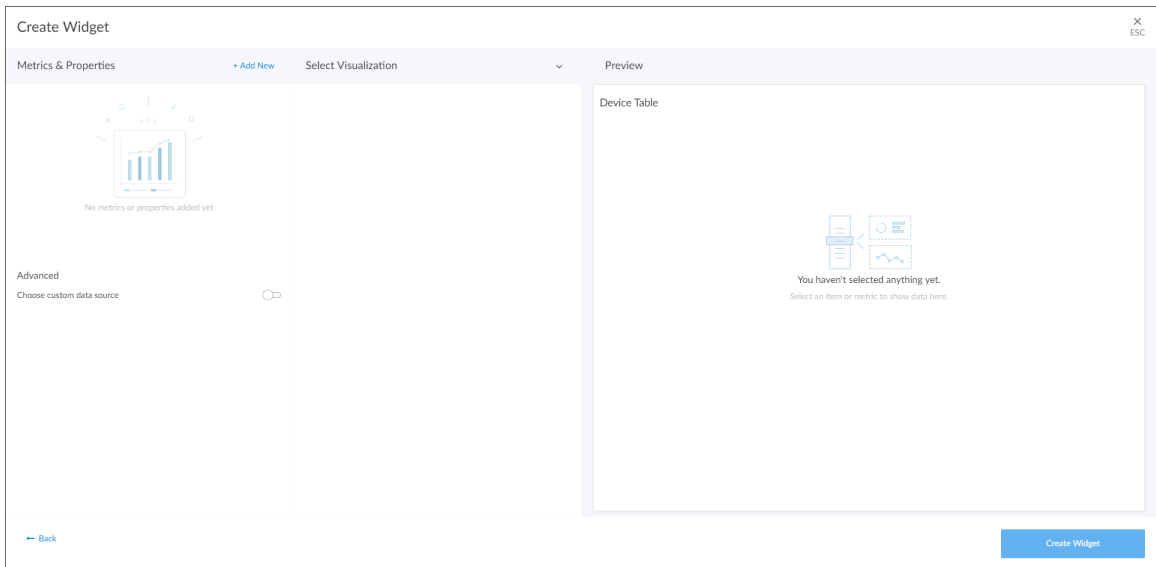 Create Widget
ESC
Metrics & Properties
+ Add New
Select Visualization
Preview
Device Table
No metrics or properties added yet
You haven't selected anything yet.
Select an item or metric to show data here.
Advanced
Choose custom data source
← Back
Create Widget